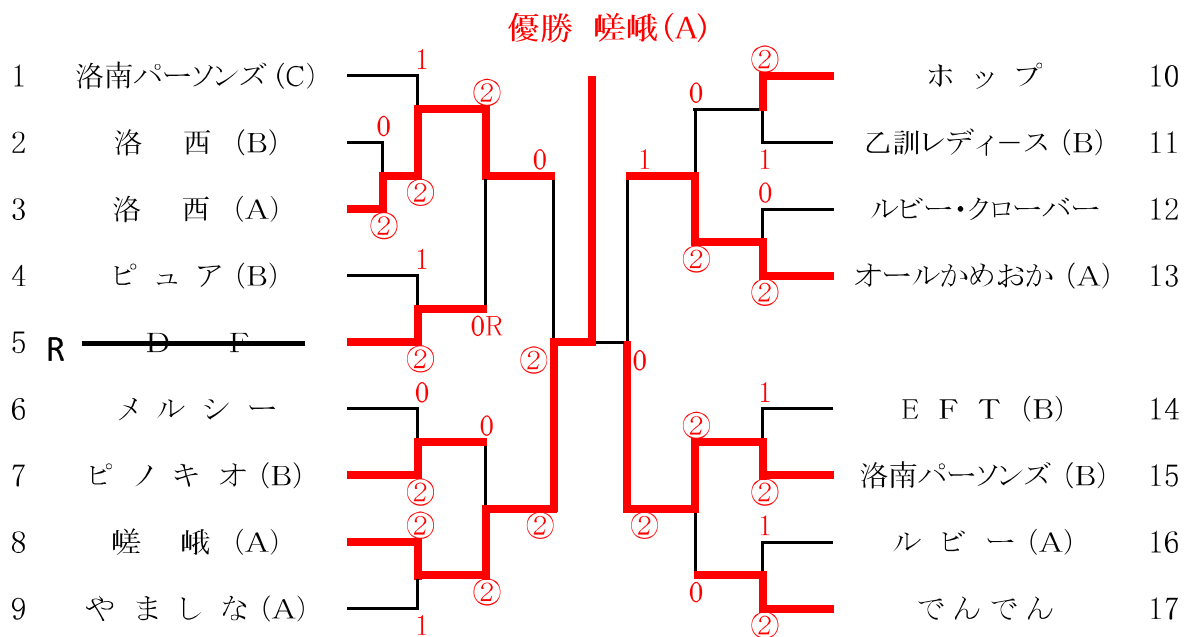 優勝 嵯峨(A)
1 洛南パーソンズ(C) 1 ②
2 洛 西 (B) 0
3 洛 西 (A) ② ② 0
4 ピ ュ ア (B) 1
5 R D F ② 0R ②
6 メ ル シ ー 0 0
7 ピ ノ キ オ (B) ②
8 嵯 峨 (A) ② ②
9 や ま し な (A) 1 ②
② 0 ホ ッ プ 10
1 乙訓レディース(B) 11
1 0 ルビー・クローバー 12
② ② オールかめおか(A) 13
0 ② 1 E F T (B) 14
② 洛南パーソンズ(B) 15
② 1 ル ビ ー (A) 16
0 ② でんでん 17